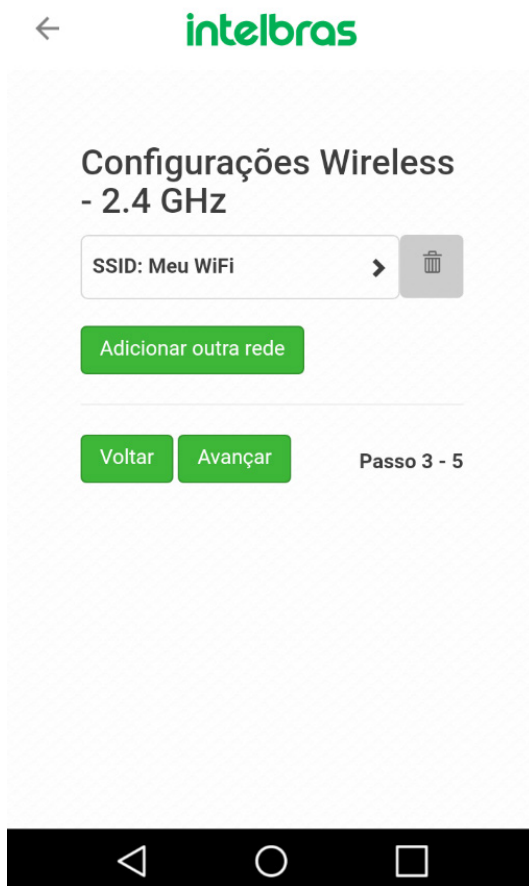 intelbras
Configurações Wireless
- 2.4 GHz
SSID: Meu WiFi
Adicionar outra rede
Voltar Avançar Passo 3 - 5